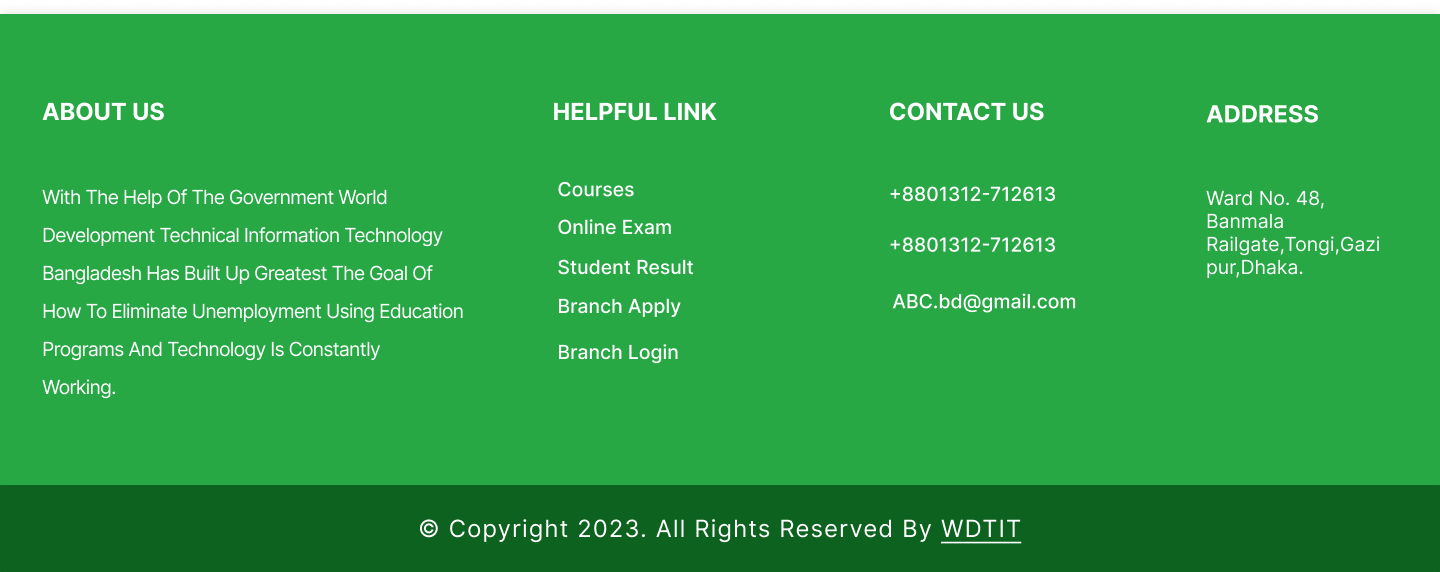 ABOUT US
With The Help Of The Government World
Development Technical Information Technology
Bangladesh Has Built Up Greatest The Goal Of
How To Eliminate Unemployment Using Education
Programs And Technology Is Constantly
Working.
HELPFUL LINK
Courses
Online Exam
Student Result
Branch Apply
Branch Login
CONTACT US
+8801312-712613
+8801312-712613
ABC.bd@gmail.com
ADDRESS
Ward No. 48,
Banmala
Railgate,Tongi,Gazi
pur,Dhaka.
© Copyright 2023. All Rights Reserved By WDTIT